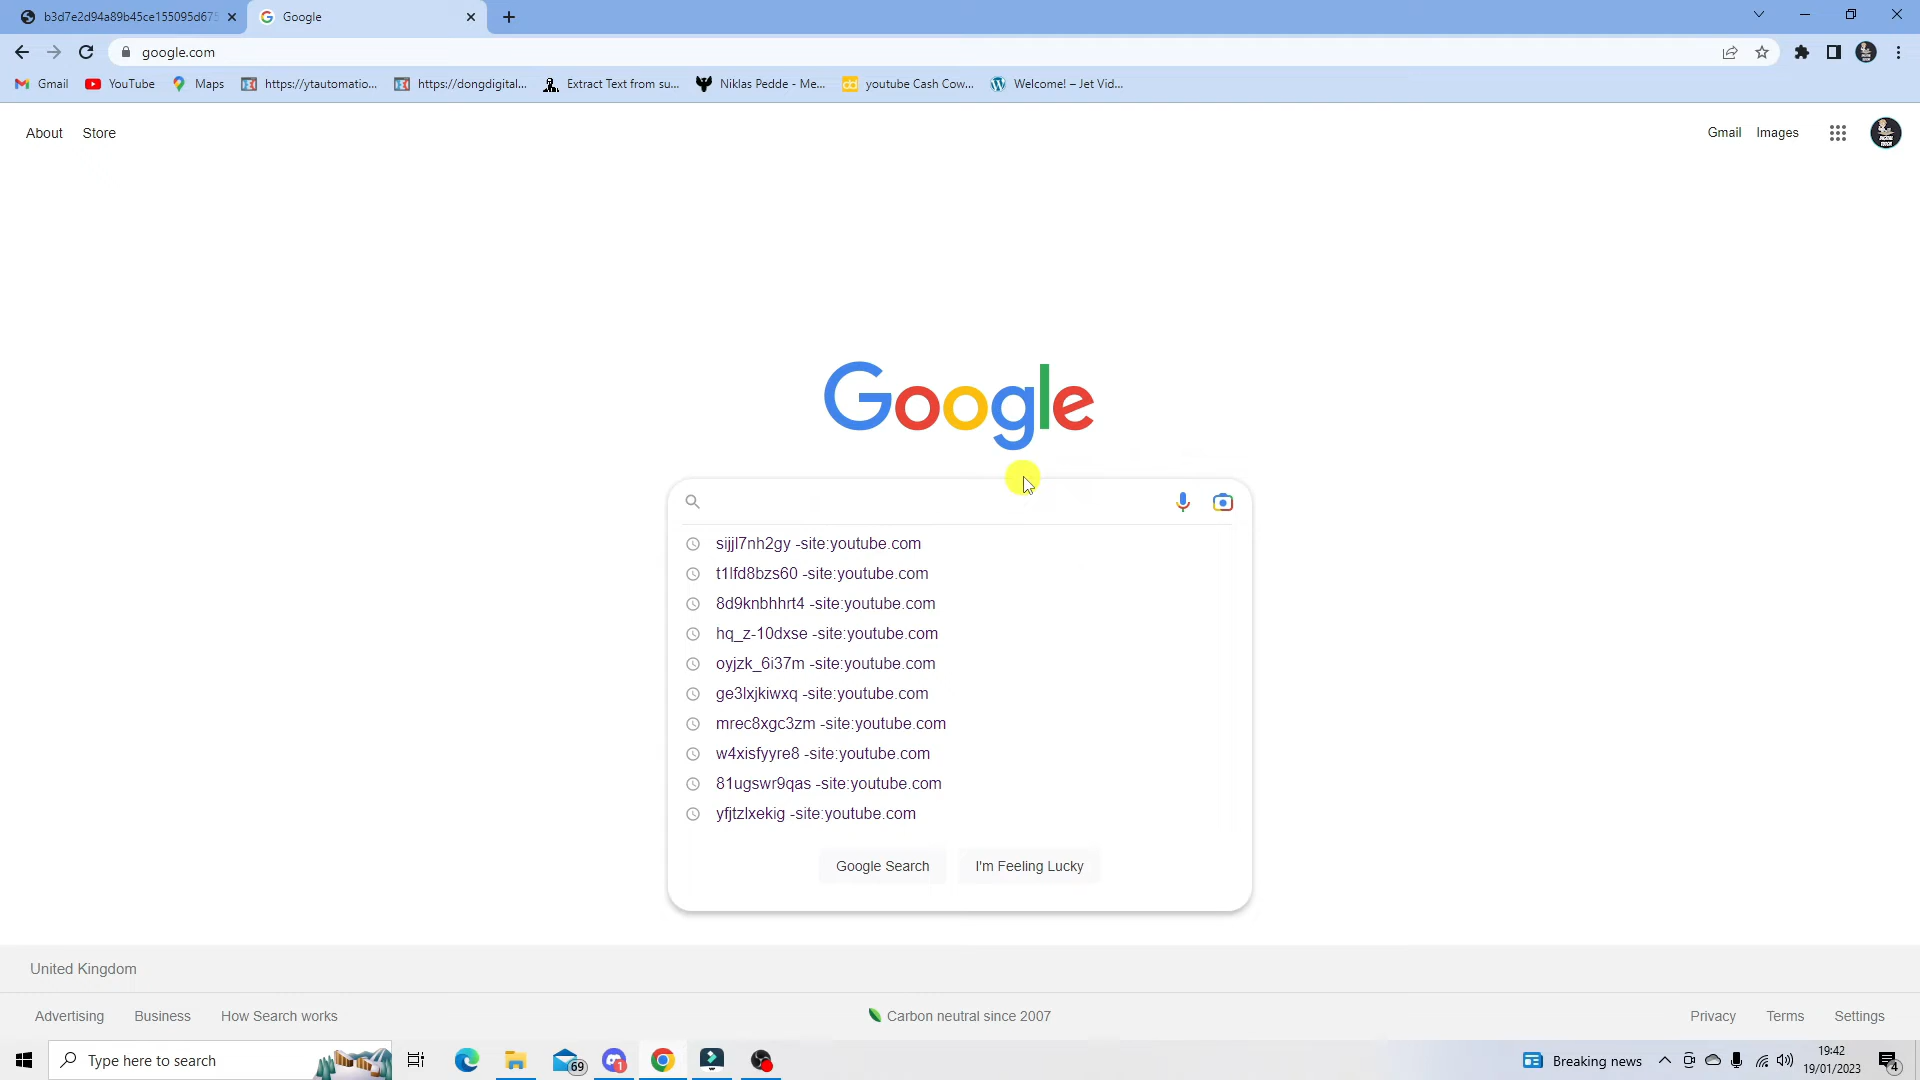 b3d7e2d94a89b45ce155095d675
Google
google.com
Gmail
YouTube
Maps
https://ytautomatio...
https://dongdigital...
Extract Text from su...
Niklas Pedde - Me...
youtube Cash Cow...
Welcome! – Jet Vid...
About Store
Gmail Images
Google
sijjl7nh2gy -site:youtube.com
t1lfd8bzs60 -site:youtube.com
8d9knbhhrt4 -site:youtube.com
hq_z-10dxse -site:youtube.com
oyjzk_6i37m -site:youtube.com
ge3lxjkiwxq -site:youtube.com
mrec8xgc3zm -site:youtube.com
w4xisfyyre8 -site:youtube.com
81ugswr9qas -site:youtube.com
yfjtzlxekig -site:youtube.com
Google Search
I'm Feeling Lucky
United Kingdom
Advertising Business How Search works
Carbon neutral since 2007
Privacy Terms Settings
Type here to search
69
1
Breaking news
19:42
19/01/2023
4